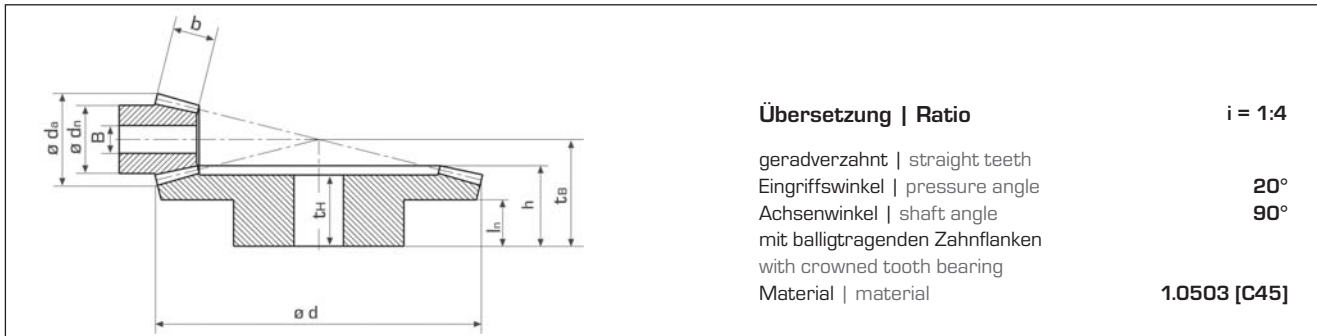 b
ø da
ø dn
B
tH
ln
h
tB
ø d
Übersetzung | Ratio i = 1:4
geradverzahnt | straight teeth
Eingriffswinkel | pressure angle 20°
Achsenwinkel | shaft angle 90°
mit balligtragenden Zahnflanken
with crowned tooth bearing
Material | material 1.0503 [C45]